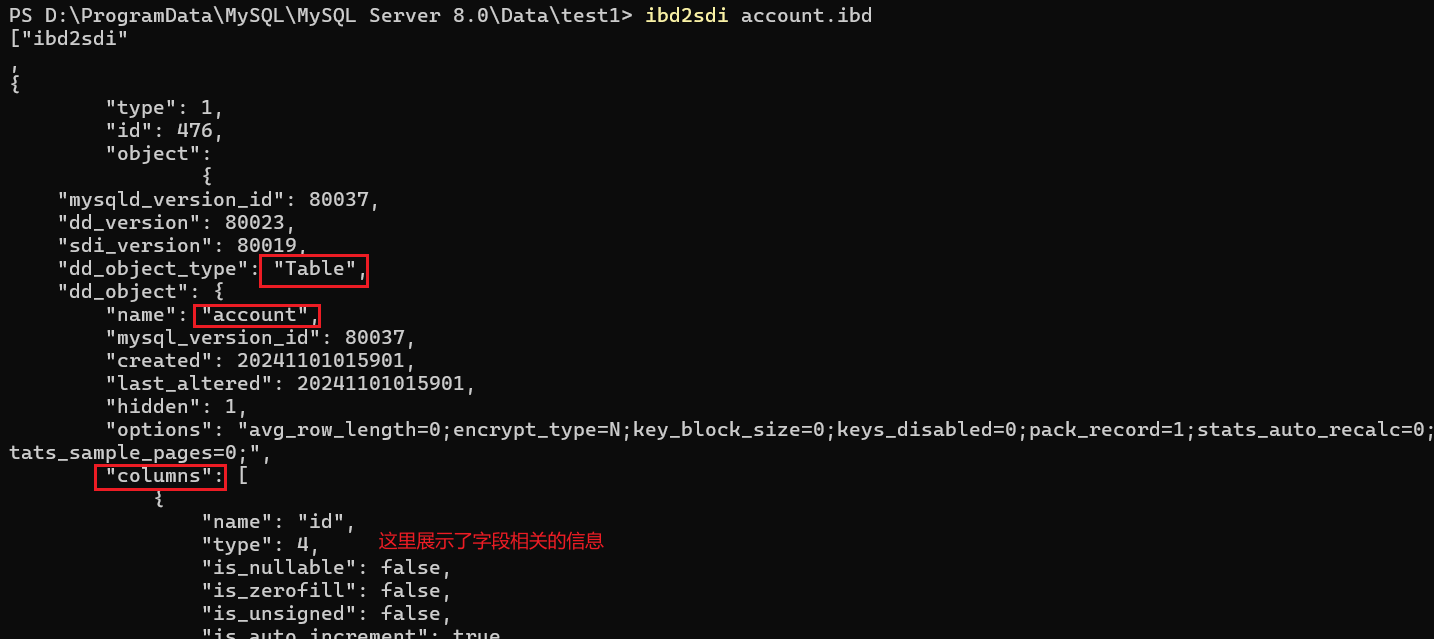 PS D:\ProgramData\MySQL\MySQL Server 8.0\Data\test1> ibd2sdi account.ibd
["ibd2sdi"
,
{
        "type": 1,
        "id": 476,
        "object":
                {
    "mysqld_version_id": 80037,
    "dd_version": 80023,
    "sdi_version": 80019,
    "dd_object_type": "Table",
    "dd_object": {
        "name": "account",
        "mysql_version_id": 80037,
        "created": 20241101015901,
        "last_altered": 20241101015901,
        "hidden": 1,
        "options": "avg_row_length=0;encrypt_type=N;key_block_size=0;keys_disabled=0;pack_record=1;stats_auto_recalc=0;
tats_sample_pages=0;",
        "columns": [
            {
                "name": "id",
                "type": 4,    这里展示了字段相关的信息
                "is_nullable": false,
                "is_zerofill": false,
                "is_unsigned": false,
                "is_auto_increment": true